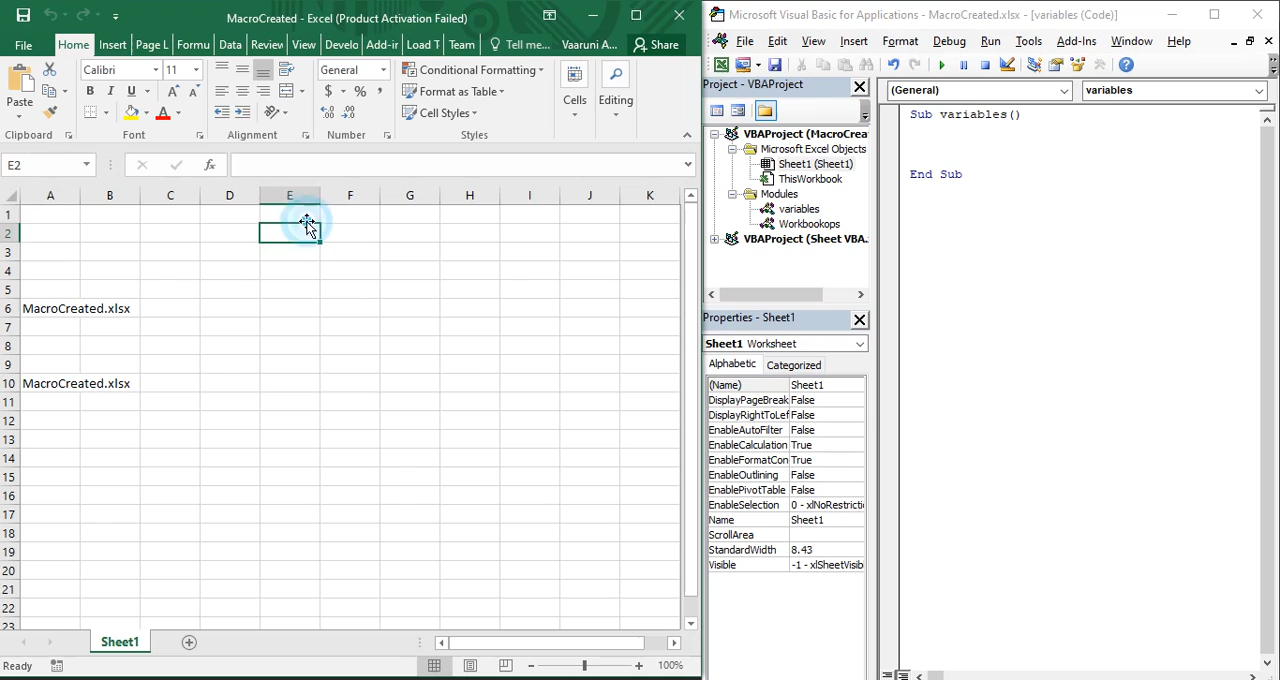 MacroCreated - Excel (Product Activation Failed)
File Home Insert Page L Formu Data Review View Develo Add-ir Load T Team Tell me... Vaaruni A... Share
Calibri 11 General Conditional Formatting
Format as Table
Cell Styles
B I U A A $ % ,
Paste Cells Editing
Clipboard Font Alignment Number Styles
E2 fx
A B C D E F G H I J K
1
2
3
4
5
6 MacroCreated.xlsx
7
8
9
10 MacroCreated.xlsx
11
12
13
14
15
16
17
18
19
20
21
22
23
Sheet1
Ready 100%
Microsoft Visual Basic for Applications - MacroCreated.xlsx - [variables (Code)]
File Edit View Insert Format Debug Run Tools Add-Ins Window Help
Project - VBAProject
VBAProject (MacroCrea
Microsoft Excel Objects
Sheet1 (Sheet1)
ThisWorkbook
Modules
variables
Workbookops
VBAProject (Sheet VBA.
Properties - Sheet1
Sheet1 Worksheet
Alphabetic Categorized
(Name) Sheet1
DisplayPageBreak False
DisplayRightToLef False
EnableAutoFilter False
EnableCalculation True
EnableFormatCon True
EnableOutlining False
EnablePivotTable False
EnableSelection 0 - xlNoRestricti
Name Sheet1
ScrollArea
StandardWidth 8.43
Visible -1 - xlSheetVisib
(General) variables
Sub variables()
End Sub